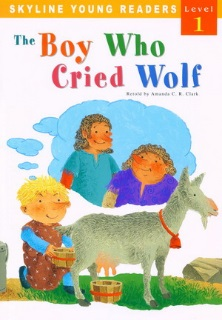 SKYLINE YOUNG READERS
Level
1
The Boy Who
Cried Wolf
Retold by Amanda C. R. Clark